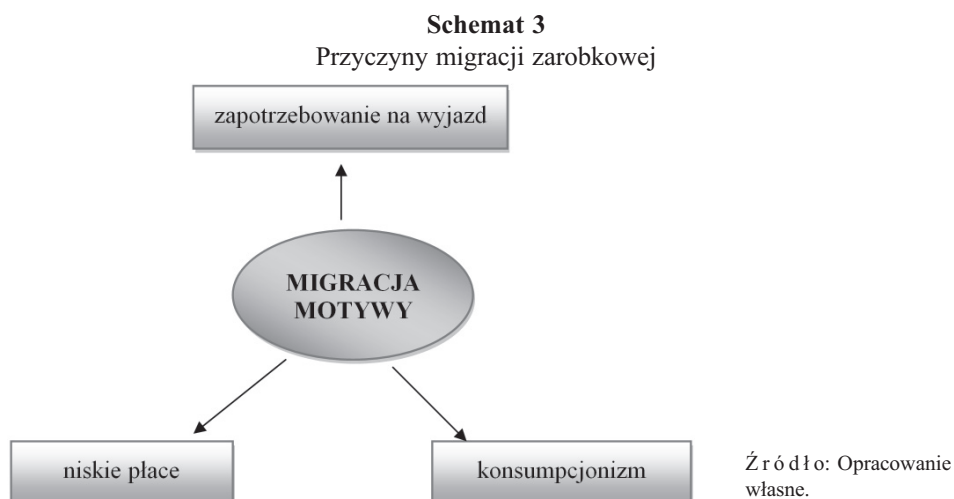 Schemat 3
Przyczyny migracji zarobkowej
zapotrzebowanie na wyjazd
MIGRACJA
MOTYWY
niskie płace
konsumpcjonizm
Źródło: Opracowanie
własne.